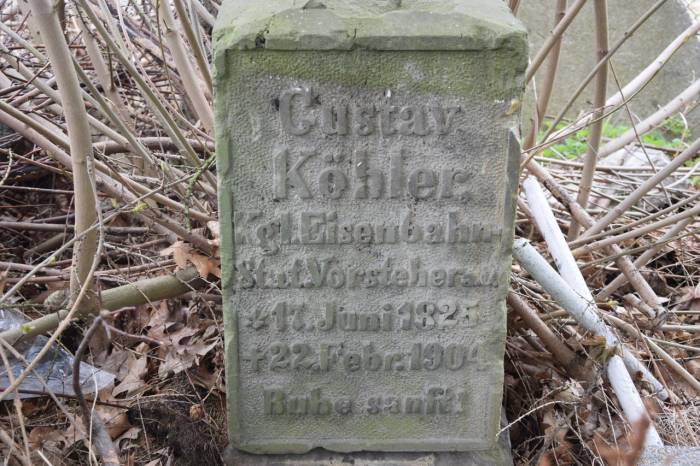 Gustav
Köhler.
Kgl. Eisenbahn-
Stat. Vorsteher a.D.
* 17. Juni 1825
† 22. Febr. 1904.
Ruhe sanft!